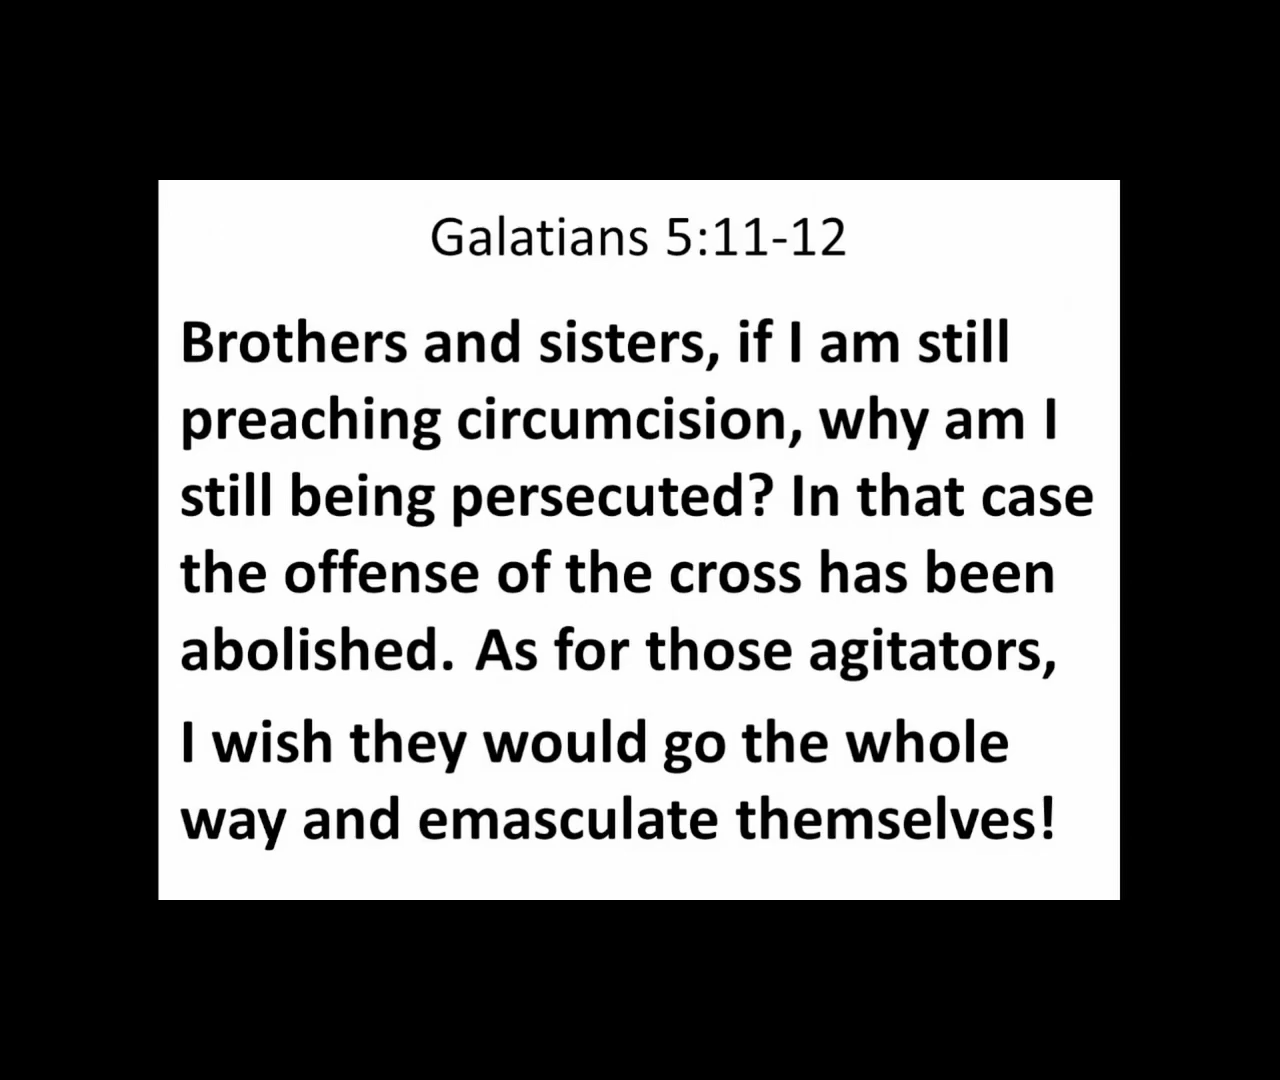 Galatians 5:11-12
Brothers and sisters, if I am still
preaching circumcision, why am I
still being persecuted? In that case
the offense of the cross has been
abolished. As for those agitators,
I wish they would go the whole
way and emasculate themselves!